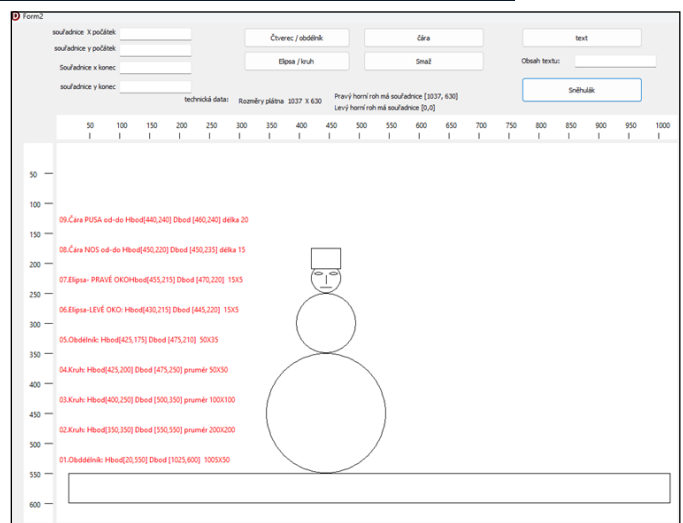 Form2
souřadnice X počátek
souřadnice y počátek
Souřadnice x konec
souřadnice y konec
Čtverec / obdélník
čára
text
Elipsa / kruh
Smaž
Obsah textu:
Sněhulák
technická data:
Rozměry plátna 1037 X 630
Pravý horní roh má souřadnice [1037, 630]
Levý horní roh má souřadnice [0,0]
50 100 150 200 250 300 350 400 450 500 550 600 650 700 750 800 850 900 950 1000
50
100
09.Čára PUSA od-do Hbod[440,240] Dbod [460,240] délka 20
150
08.Čára NOS od-do Hbod[450,220] Dbod [450,235] délka 15
200
07.Elipsa- PRAVÉ OKOHbod[455,215] Dbod [470,220] 15X5
250
06.Elipsa-LEVÉ OKO: Hbod[430,215] Dbod [445,220] 15X5
300
05.Obdélník: Hbod[425,175] Dbod [475,210] 50X35
350
04.Kruh: Hbod[425,200] Dbod [475,250] pruměr 50X50
400
03.Kruh: Hbod[400,250] Dbod [500,350] průměr 100X100
450
02.Kruh: Hbod[350,350] Dbod [550,550] pruměr 200X200
500
01.Obddélník: Hbod[20,550] Dbod [1025,600] 1005X50
550
600